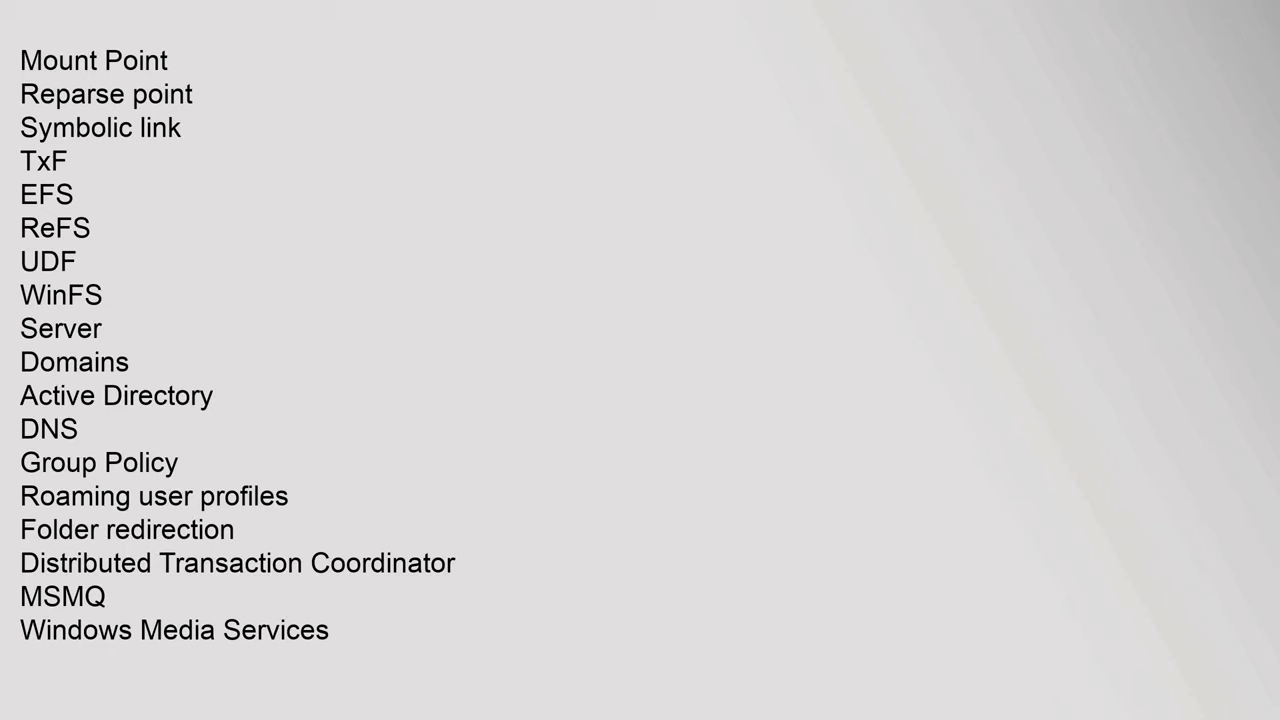 Mount Point
Reparse point
Symbolic link
TxF
EFS
ReFS
UDF
WinFS
Server
Domains
Active Directory
DNS
Group Policy
Roaming user profiles
Folder redirection
Distributed Transaction Coordinator
MSMQ
Windows Media Services